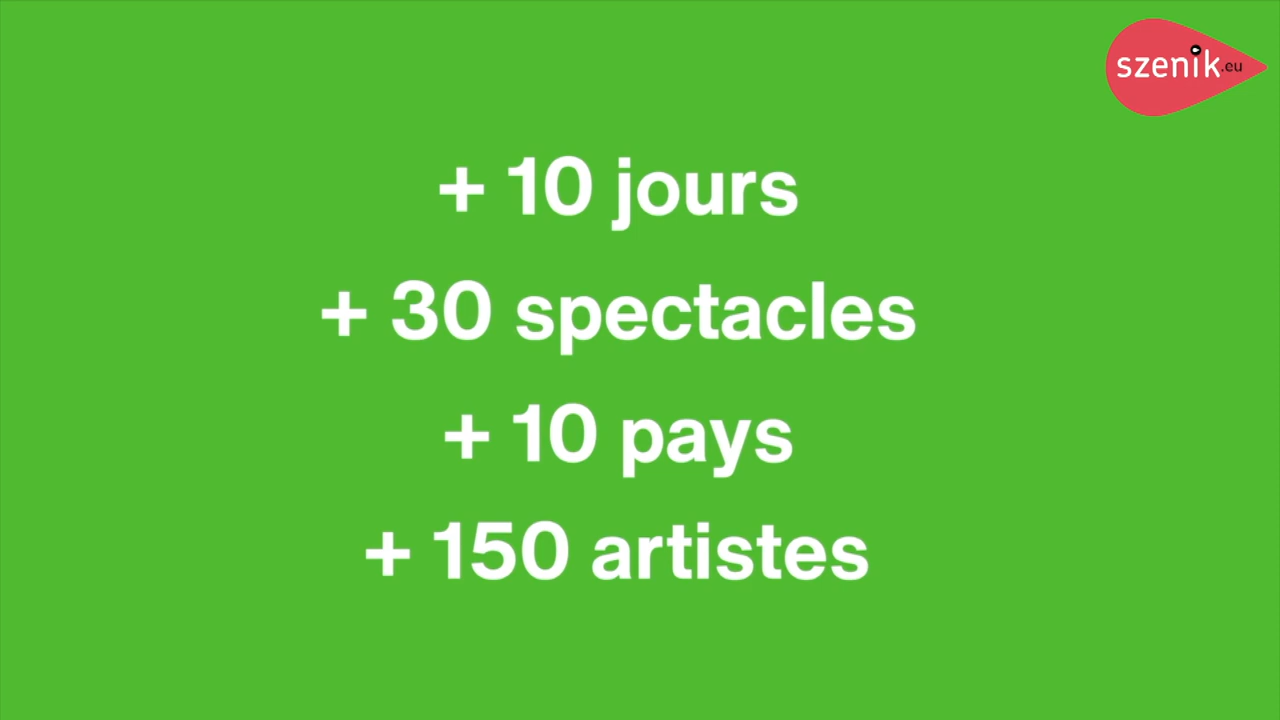 szenik.eu
+ 10 jours
+ 30 spectacles
+ 10 pays
+ 150 artistes